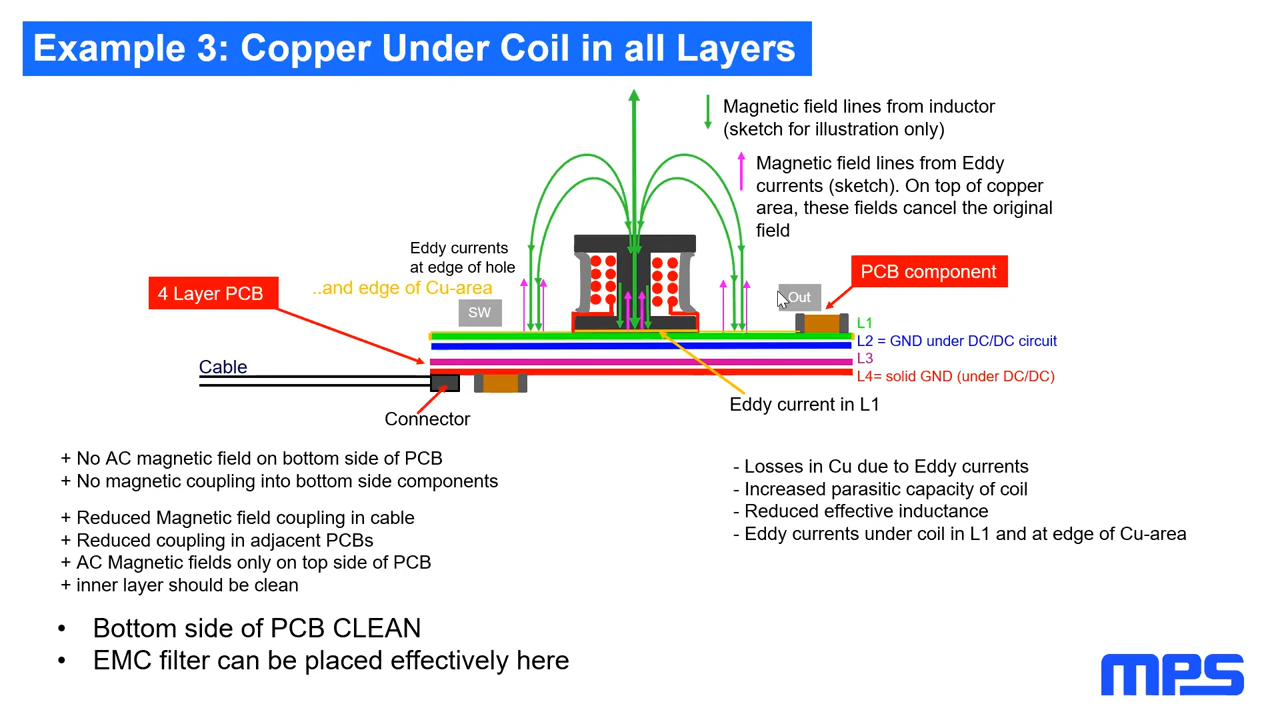 Example 3: Copper Under Coil in all Layers
Magnetic field lines from inductor
(sketch for illustration only)
Magnetic field lines from Eddy
currents (sketch). On top of copper
area, these fields cancel the original
field
Eddy currents
at edge of hole
..and edge of Cu-area
4 Layer PCB
SW
Out
PCB component
L1
L2 = GND under DC/DC circuit
L3
L4= solid GND (under DC/DC)
Cable
Connector
Eddy current in L1
+ No AC magnetic field on bottom side of PCB
+ No magnetic coupling into bottom side components
+ Reduced Magnetic field coupling in cable
+ Reduced coupling in adjacent PCBs
+ AC Magnetic fields only on top side of PCB
+ inner layer should be clean
- Losses in Cu due to Eddy currents
- Increased parasitic capacity of coil
- Reduced effective inductance
- Eddy currents under coil in L1 and at edge of Cu-area
• Bottom side of PCB CLEAN
• EMC filter can be placed effectively here
mps